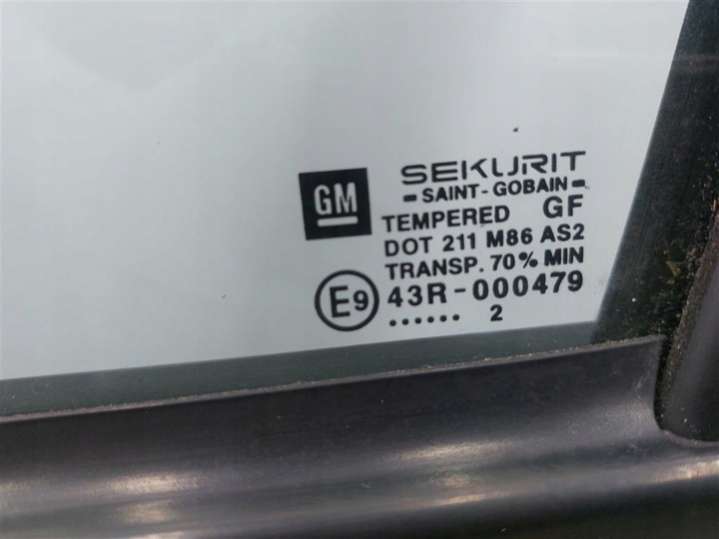 GM
SEKURIT
SAINT-GOBAIN
TEMPERED GF
DOT 211 M86 AS2
TRANSP. 70% MIN
E9 43R-000479
...... 2